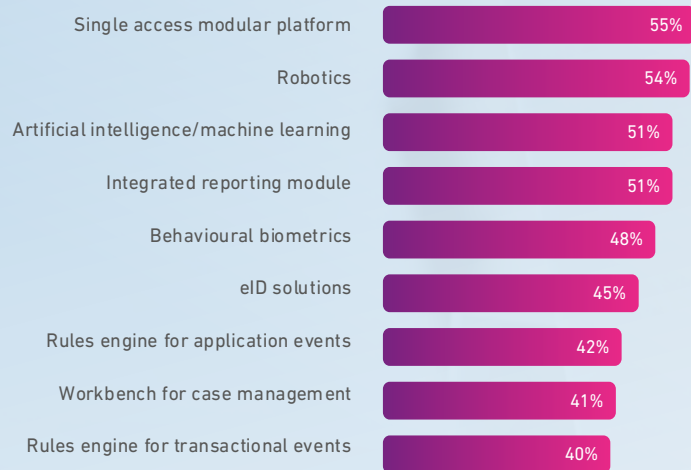 Single access modular platform 55%
Robotics 54%
Artificial intelligence/machine learning 51%
Integrated reporting module 51%
Behavioural biometrics 48%
eID solutions 45%
Rules engine for application events 42%
Workbench for case management 41%
Rules engine for transactional events 40%